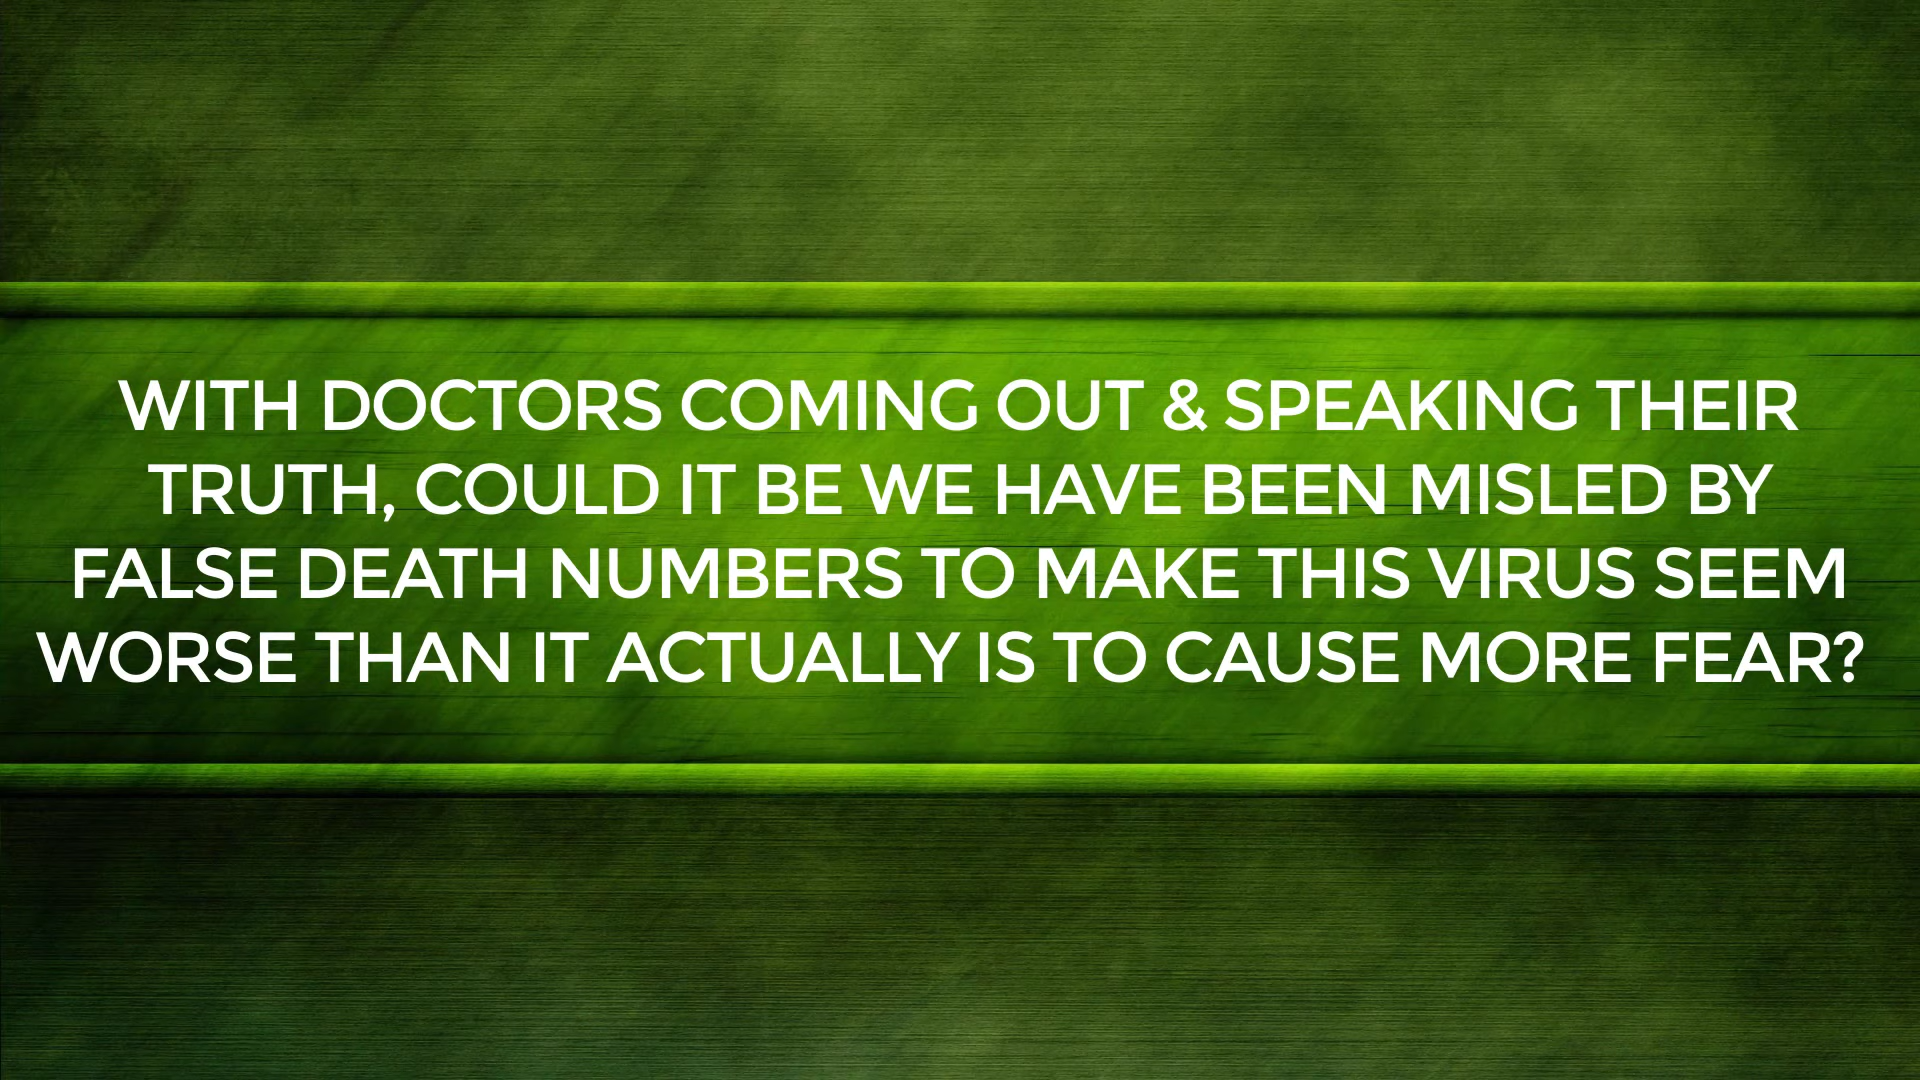 WITH DOCTORS COMING OUT & SPEAKING THEIR
TRUTH, COULD IT BE WE HAVE BEEN MISLED BY
FALSE DEATH NUMBERS TO MAKE THIS VIRUS SEEM
WORSE THAN IT ACTUALLY IS TO CAUSE MORE FEAR?